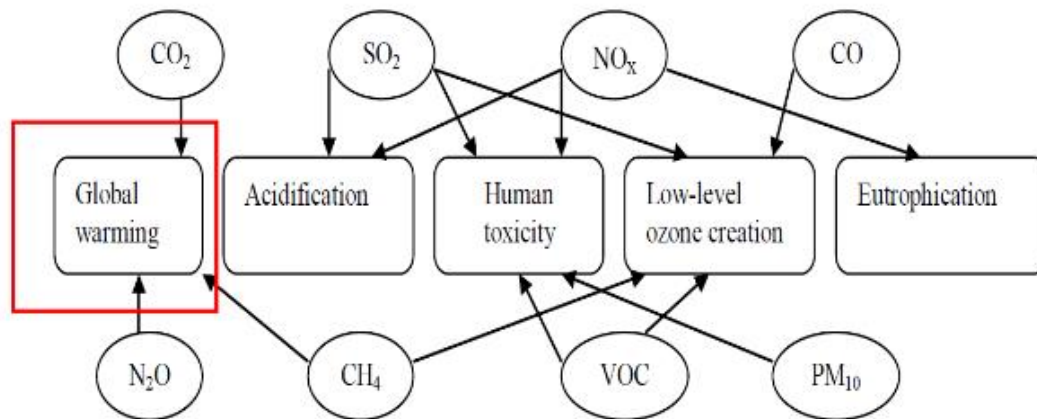 CO₂
SO₂
NOₓ
CO
Global
warming
Acidification
Human
toxicity
Low-level
ozone creation
Eutrophication
N₂O
CH₄
VOC
PM₁₀